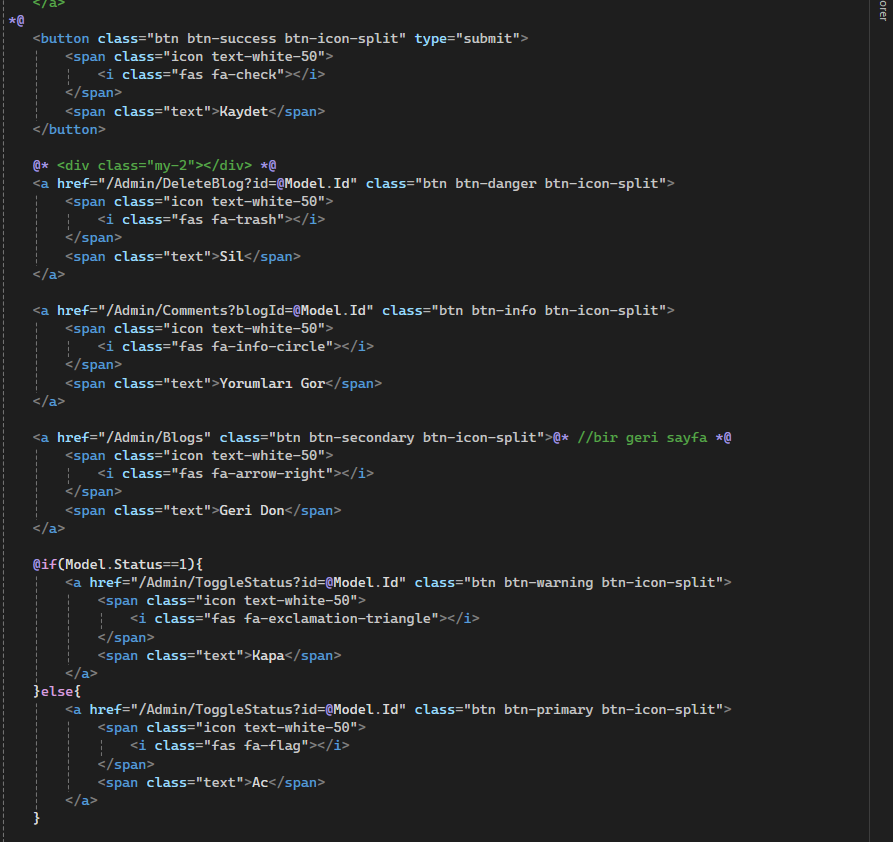 </a>
*@
<button class="btn btn-success btn-icon-split" type="submit">
<span class="icon text-white-50">
<i class="fas fa-check"></i>
</span>
<span class="text">Kaydet</span>
</button>
@* <div class="my-2"></div> *@
<a href="/Admin/DeleteBlog?id=@Model.Id" class="btn btn-danger btn-icon-split">
<span class="icon text-white-50">
<i class="fas fa-trash"></i>
</span>
<span class="text">Sil</span>
</a>
<a href="/Admin/Comments?blogId=@Model.Id" class="btn btn-info btn-icon-split">
<span class="icon text-white-50">
<i class="fas fa-info-circle"></i>
</span>
<span class="text">Yorumları Gor</span>
</a>
<a href="/Admin/Blogs" class="btn btn-secondary btn-icon-split">@* //bir geri sayfa *@
<span class="icon text-white-50">
<i class="fas fa-arrow-right"></i>
</span>
<span class="text">Geri Don</span>
</a>
@if(Model.Status==1){
<a href="/Admin/ToggleStatus?id=@Model.Id" class="btn btn-warning btn-icon-split">
<span class="icon text-white-50">
<i class="fas fa-exclamation-triangle"></i>
</span>
<span class="text">Kapa</span>
</a>
}else{
<a href="/Admin/ToggleStatus?id=@Model.Id" class="btn btn-primary btn-icon-split">
<span class="icon text-white-50">
<i class="fas fa-flag"></i>
</span>
<span class="text">Ac</span>
</a>
}